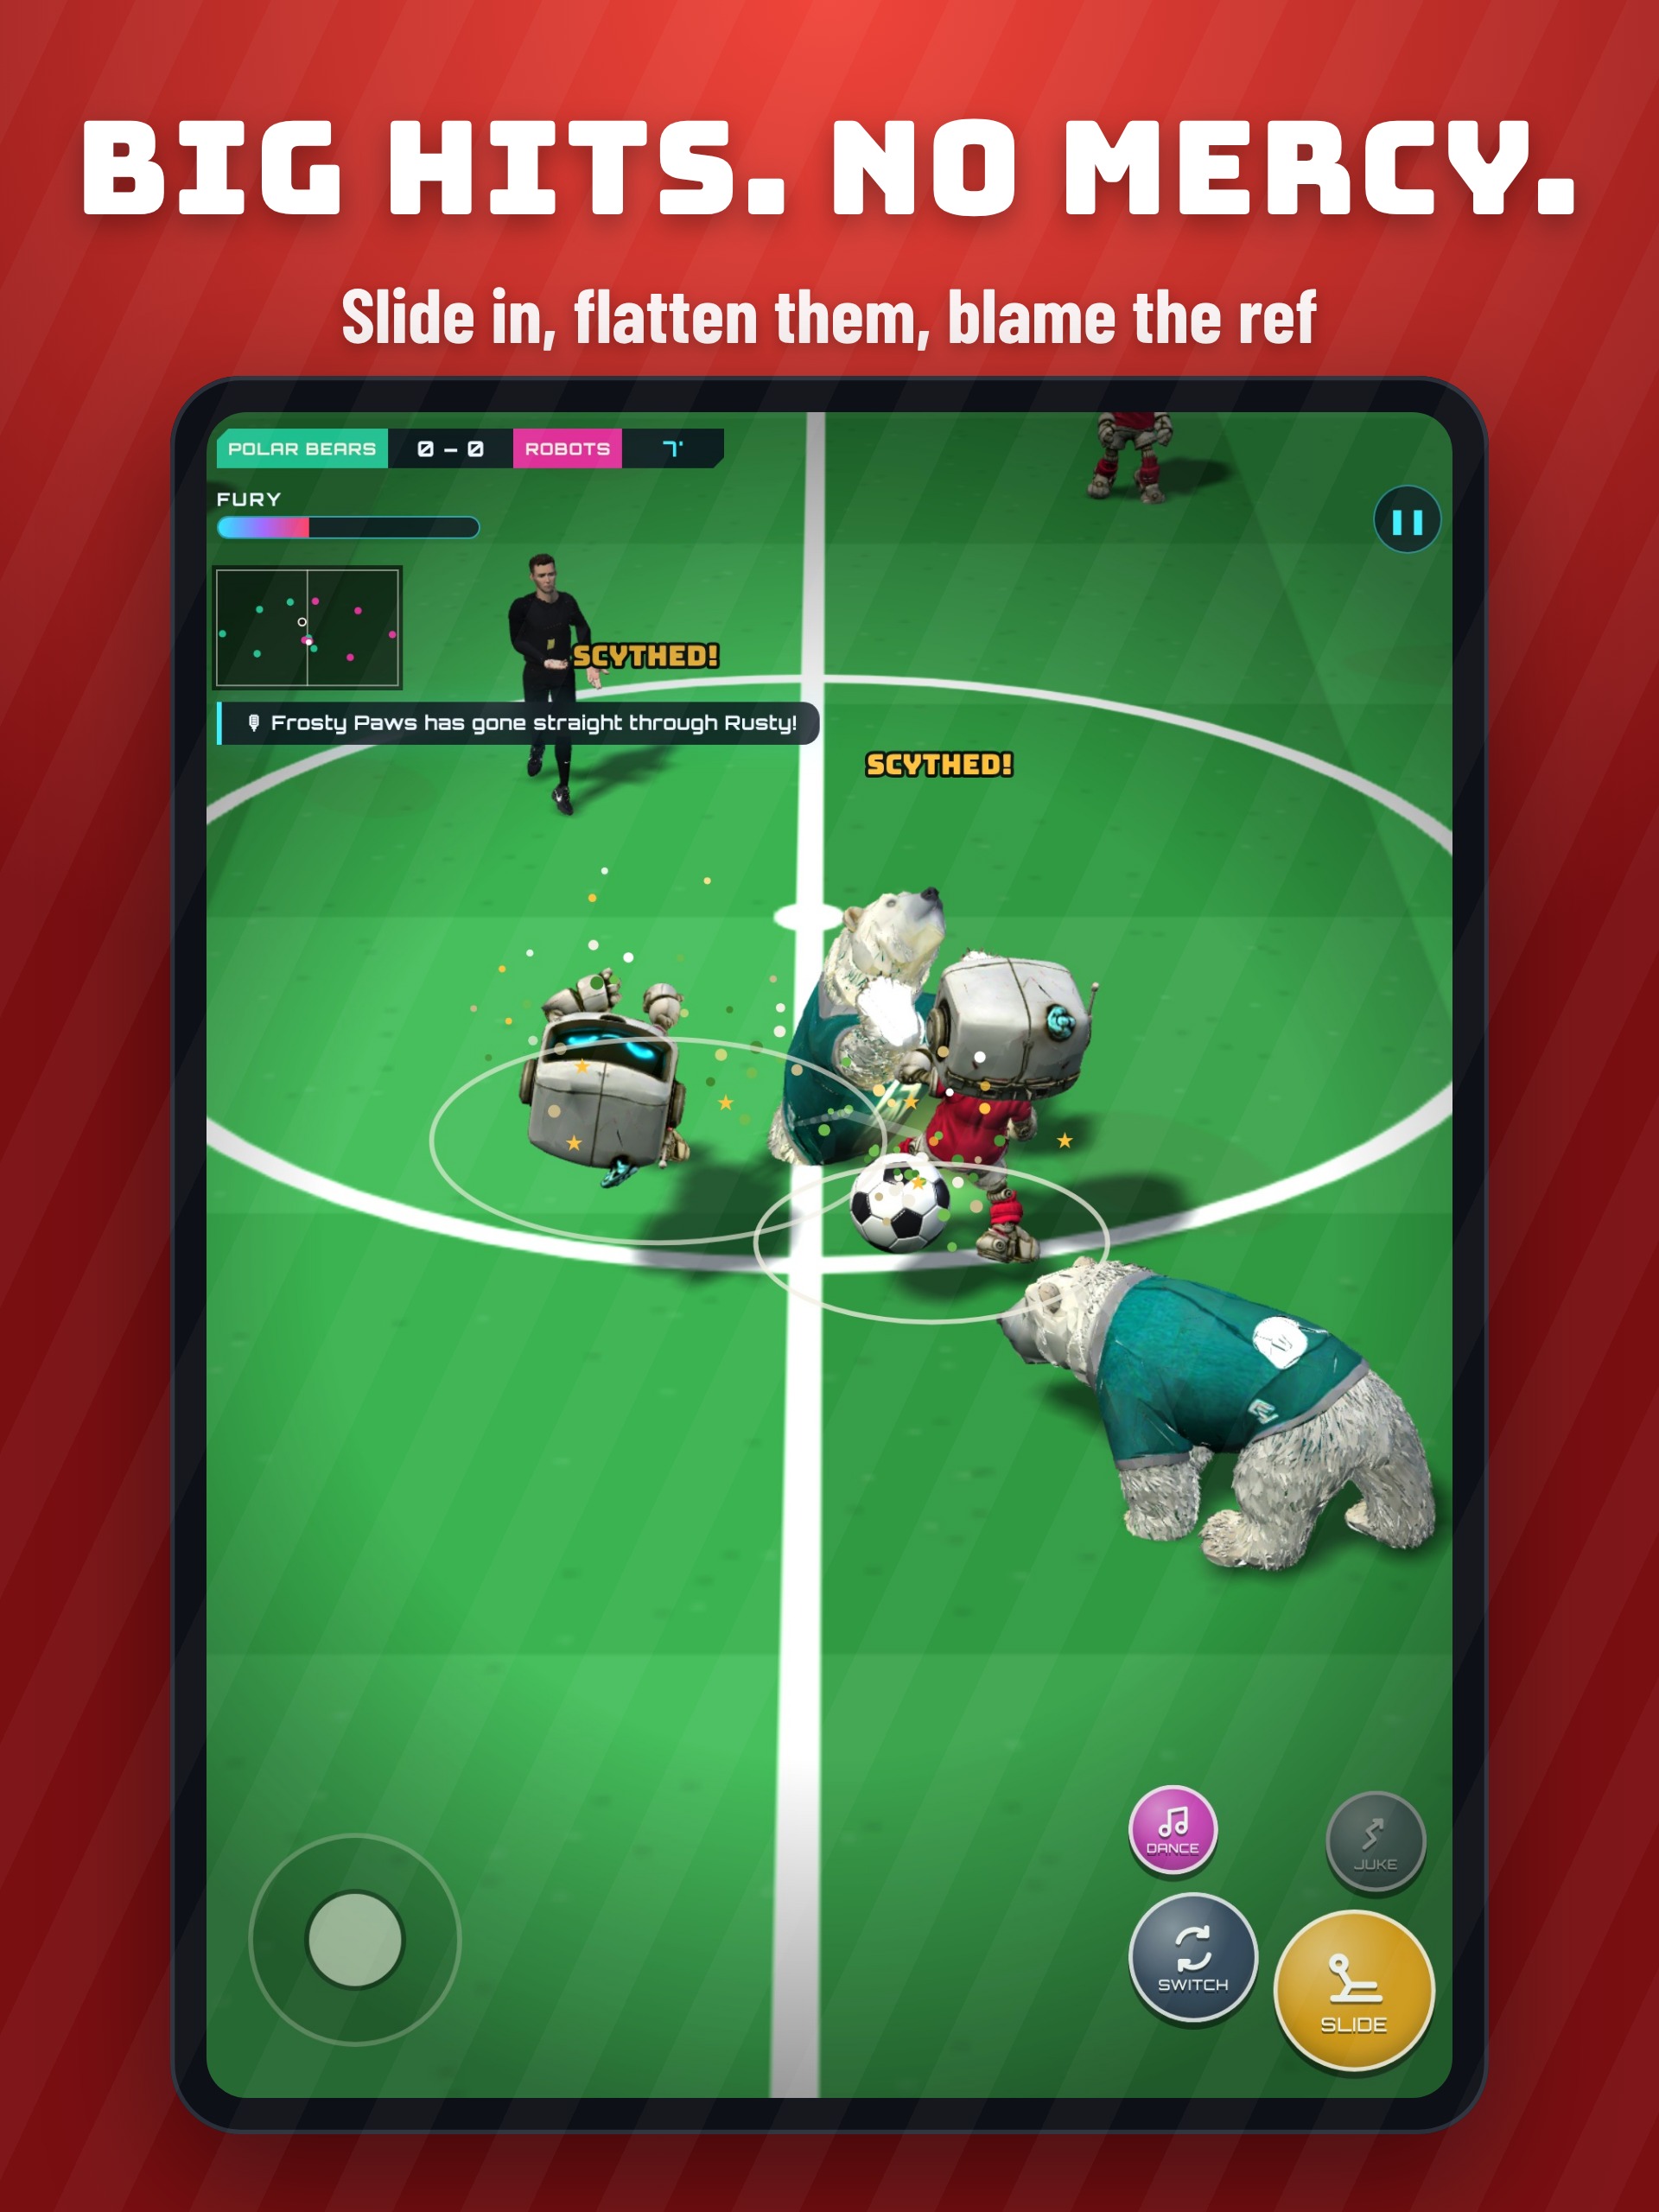 BIG HITS. NO MERCY.
Slide in, flatten them, blame the ref
POLAR BEARS 0 – 0 ROBOTS 7'
FURY
SCYTHED!
Frosty Paws has gone straight through Rusty!
SCYTHED!
DANCE
JUKE
SWITCH
SLIDE